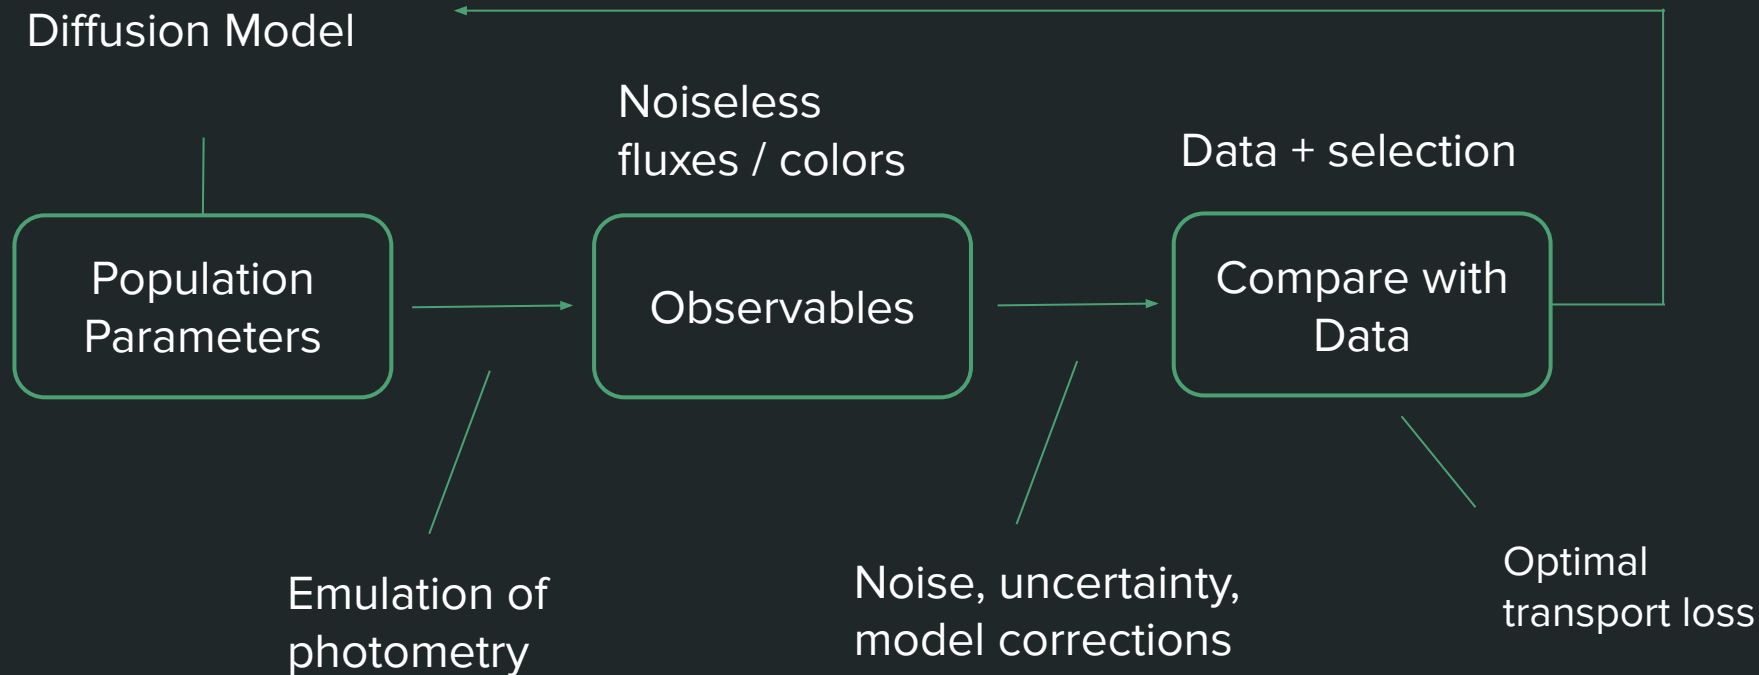 Diffusion Model
Noiseless
fluxes / colors
Data + selection
Population
Parameters
Observables
Compare with
Data
Emulation of
photometry
Noise, uncertainty,
model corrections
Optimal
transport loss